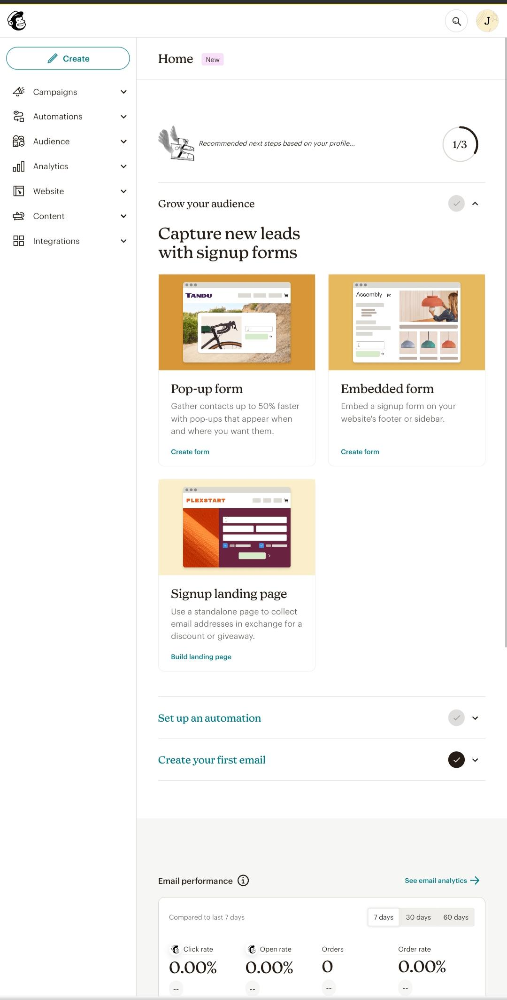 J
Create
Home New
Campaigns
Automations
Audience
Analytics
Website
Content
Integrations
Recommended next steps based on your profile...
1/3
Grow your audience
Capture new leads
with signup forms
TANDU
Pop-up form
Gather contacts up to 50% faster
with pop-ups that appear when
and where you want them.
Create form
Assembly
Embedded form
Embed a signup form on your
website's footer or sidebar.
Create form
FLEXSTART
Signup landing page
Use a standalone page to collect
email addresses in exchange for a
discount or giveaway.
Build landing page
Set up an automation
Create your first email
Email performance
See email analytics
Compared to last 7 days
7 days 30 days 60 days
Click rate Open rate Orders Order rate
0.00% 0.00% 0 0.00%
-- -- -- --